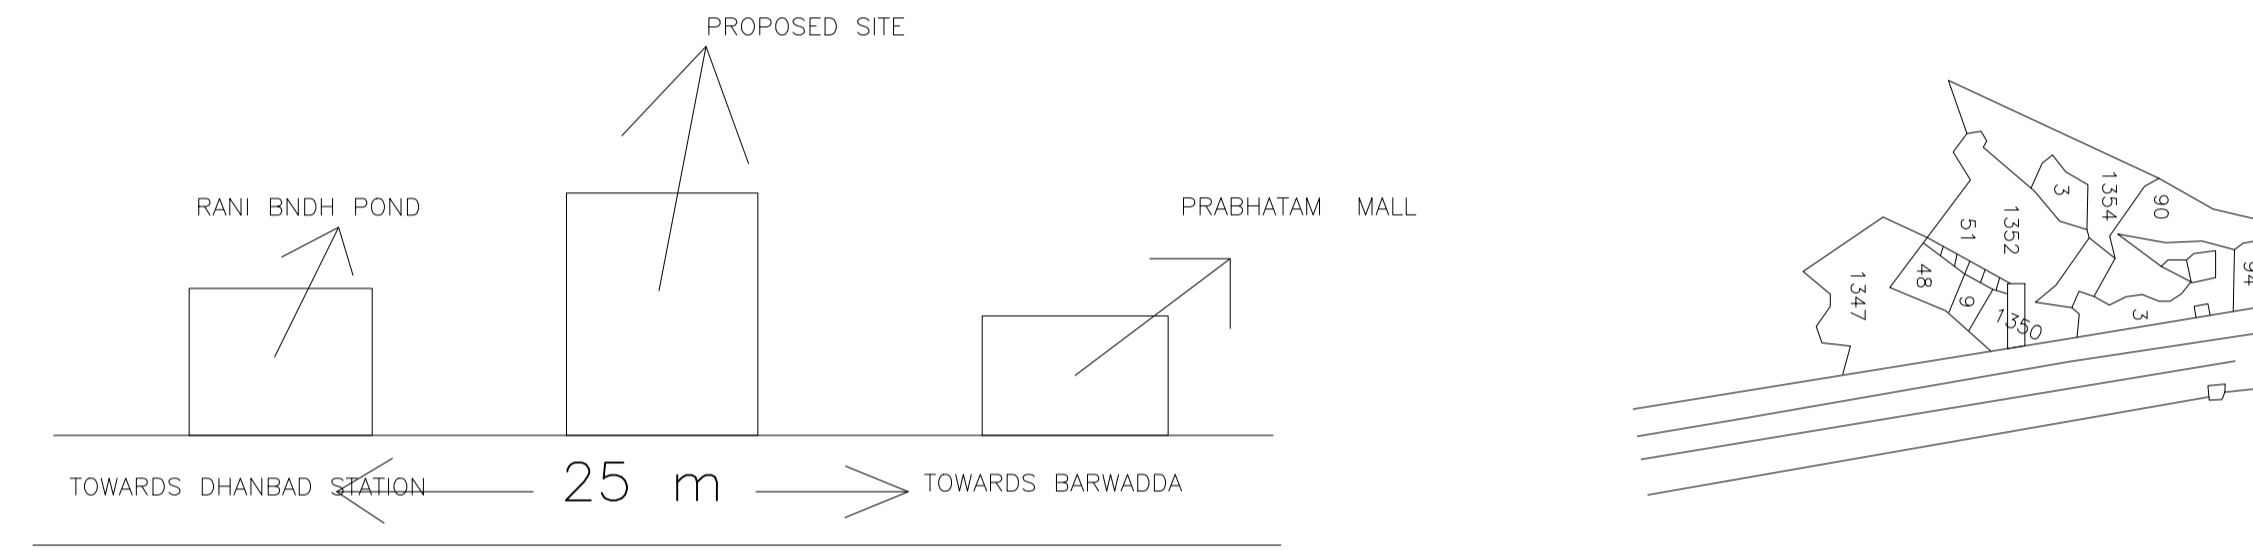 PROPOSED SITE
RANI BNDH POND
PRABHATAM MALL
TOWARDS DHANBAD STATION
25 m
TOWARDS BARWADDA
1354
90
3
1352
51
94
48
1347
9
1350
3